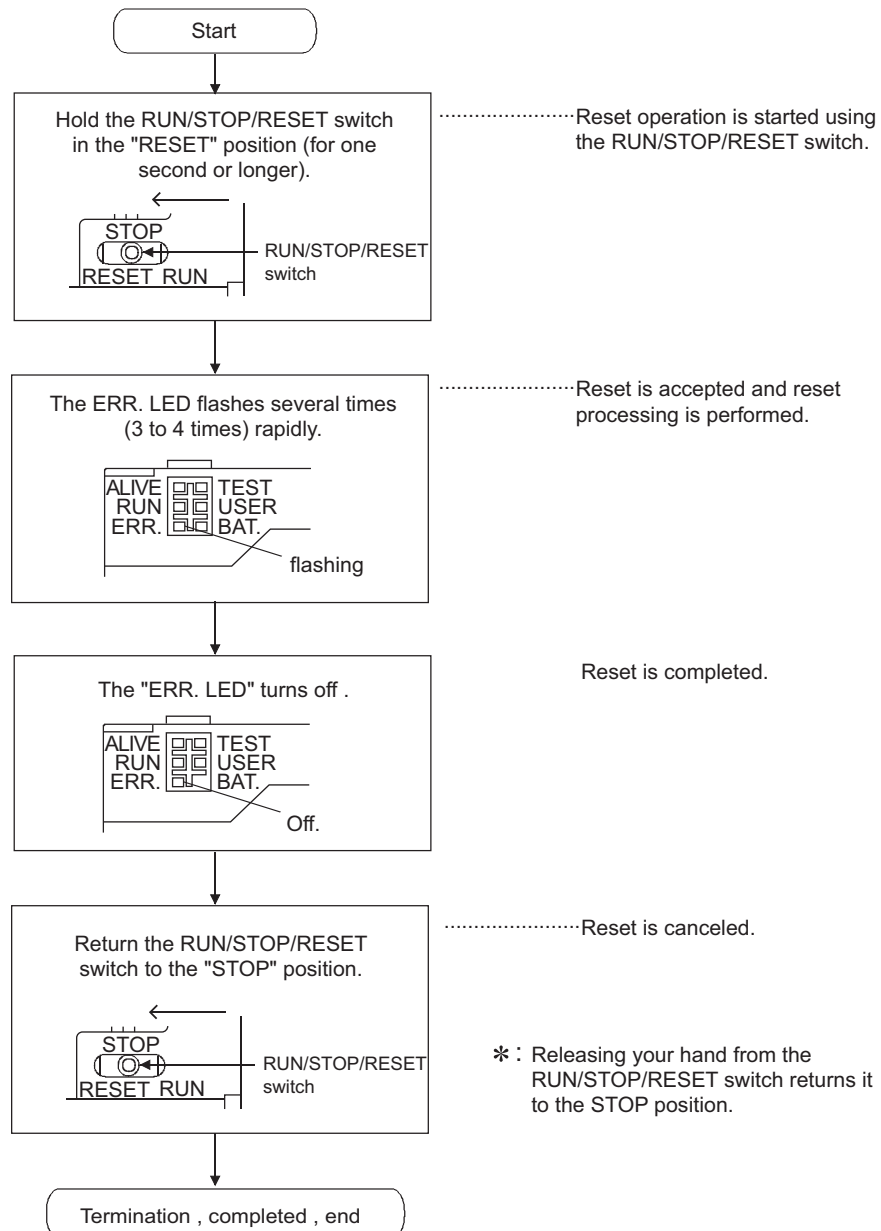 Start
Hold the RUN/STOP/RESET switch
in the "RESET" position (for one
second or longer).
Reset operation is started using
the RUN/STOP/RESET switch.
STOP
RESET RUN
RUN/STOP/RESET
switch
The ERR. LED flashes several times
(3 to 4 times) rapidly.
Reset is accepted and reset
processing is performed.
ALIVE TEST
RUN USER
ERR. BAT.
flashing
The "ERR. LED" turns off .
Reset is completed.
ALIVE TEST
RUN USER
ERR. BAT.
Off.
Return the RUN/STOP/RESET
switch to the "STOP" position.
Reset is canceled.
STOP
RESET RUN
RUN/STOP/RESET
switch
*: Releasing your hand from the
RUN/STOP/RESET switch returns it
to the STOP position.
Termination , completed , end